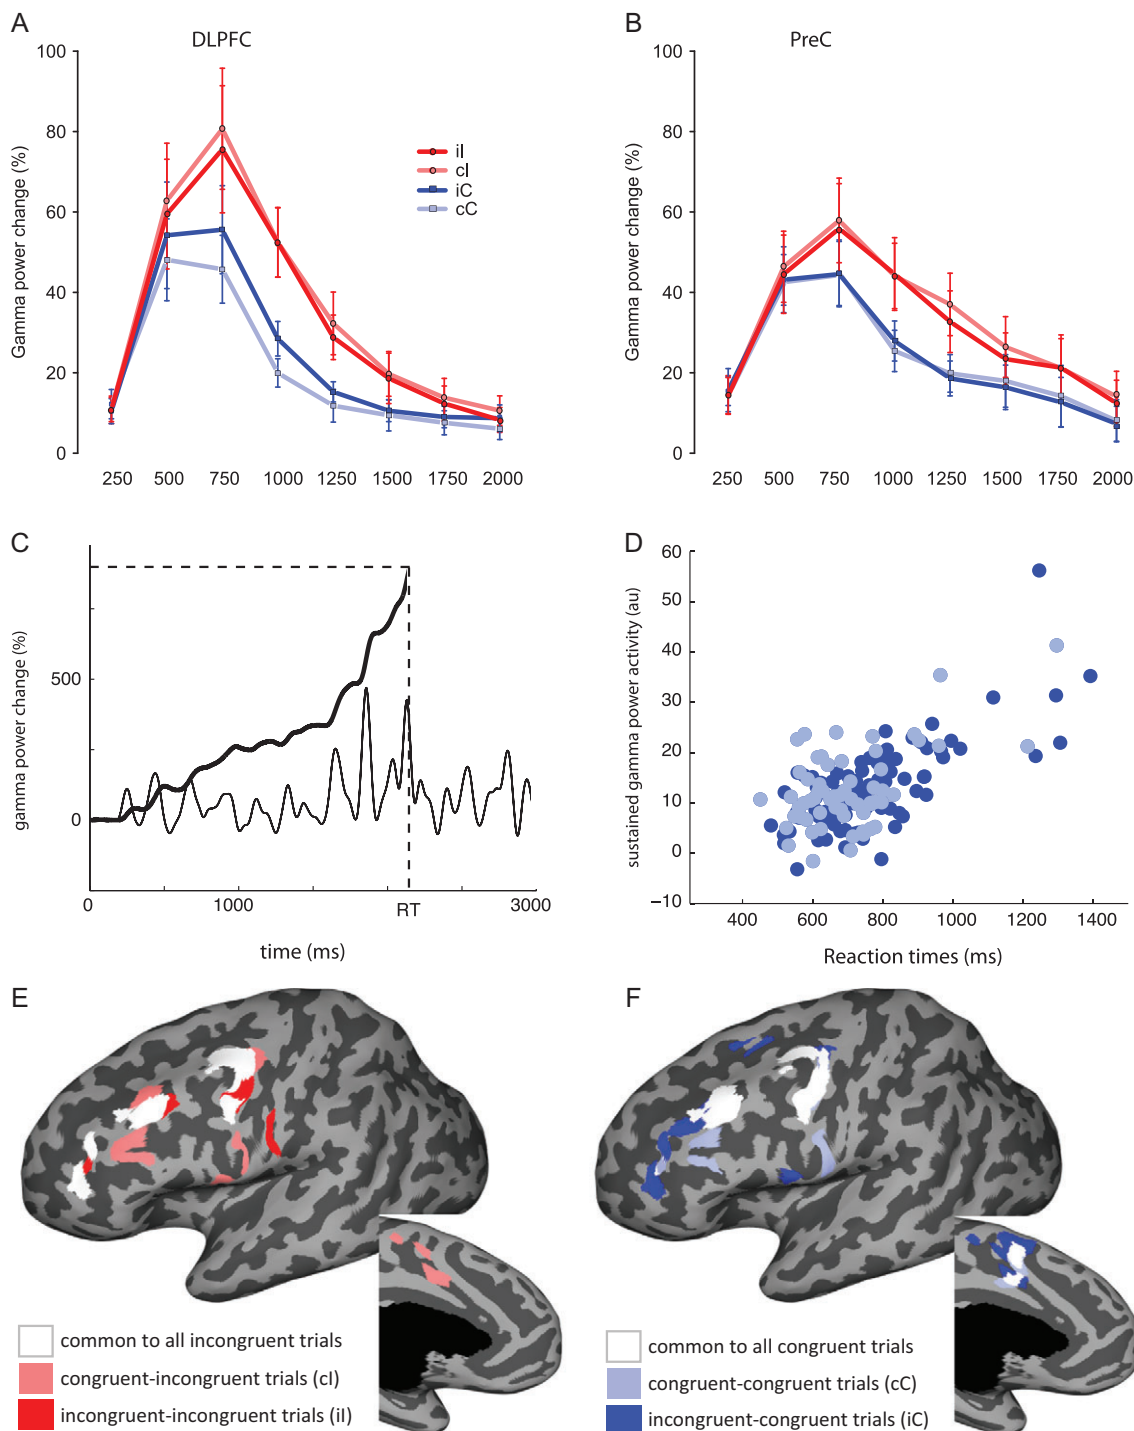 A
DLPFC
Gamma power change (%)
100
80
60
40
20
0
250 500 750 1000 1250 1500 1750 2000
iI
cI
iC
cC
B
PreC
Gamma power change (%)
100
80
60
40
20
0
250 500 750 1000 1250 1500 1750 2000
C
gamma power change (%)
500
0
0 1000 RT 3000
time (ms)
D
sustained gamma power activity (au)
60
50
40
30
20
10
0
−10
400 600 800 1000 1200 1400
Reaction times (ms)
E
common to all incongruent trials
congruent-incongruent trials (cI)
incongruent-incongruent trials (iI)
F
common to all congruent trials
congruent-congruent trials (cC)
incongruent-congruent trials (iC)